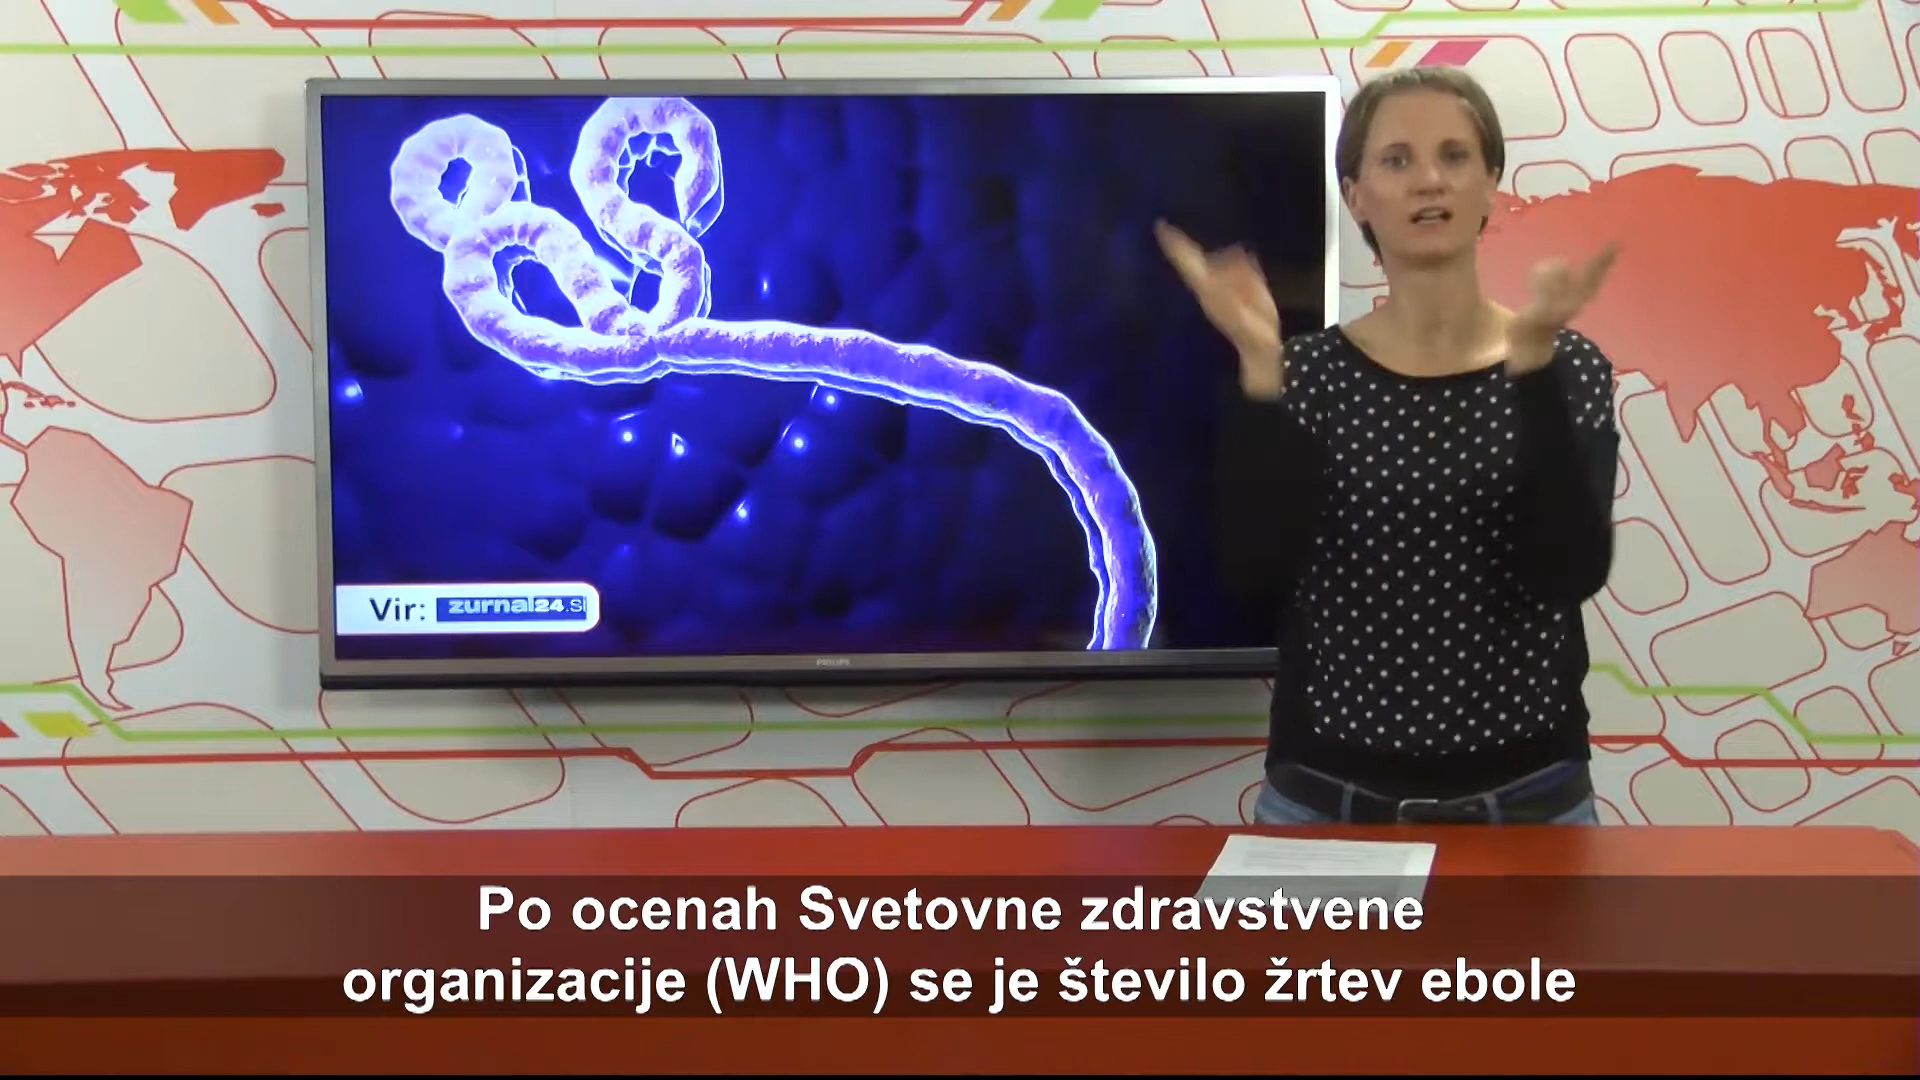 Vir: zurnal24.si
PHILIPS
Po ocenah Svetovne zdravstvene
organizacije (WHO) se je število žrtev ebole